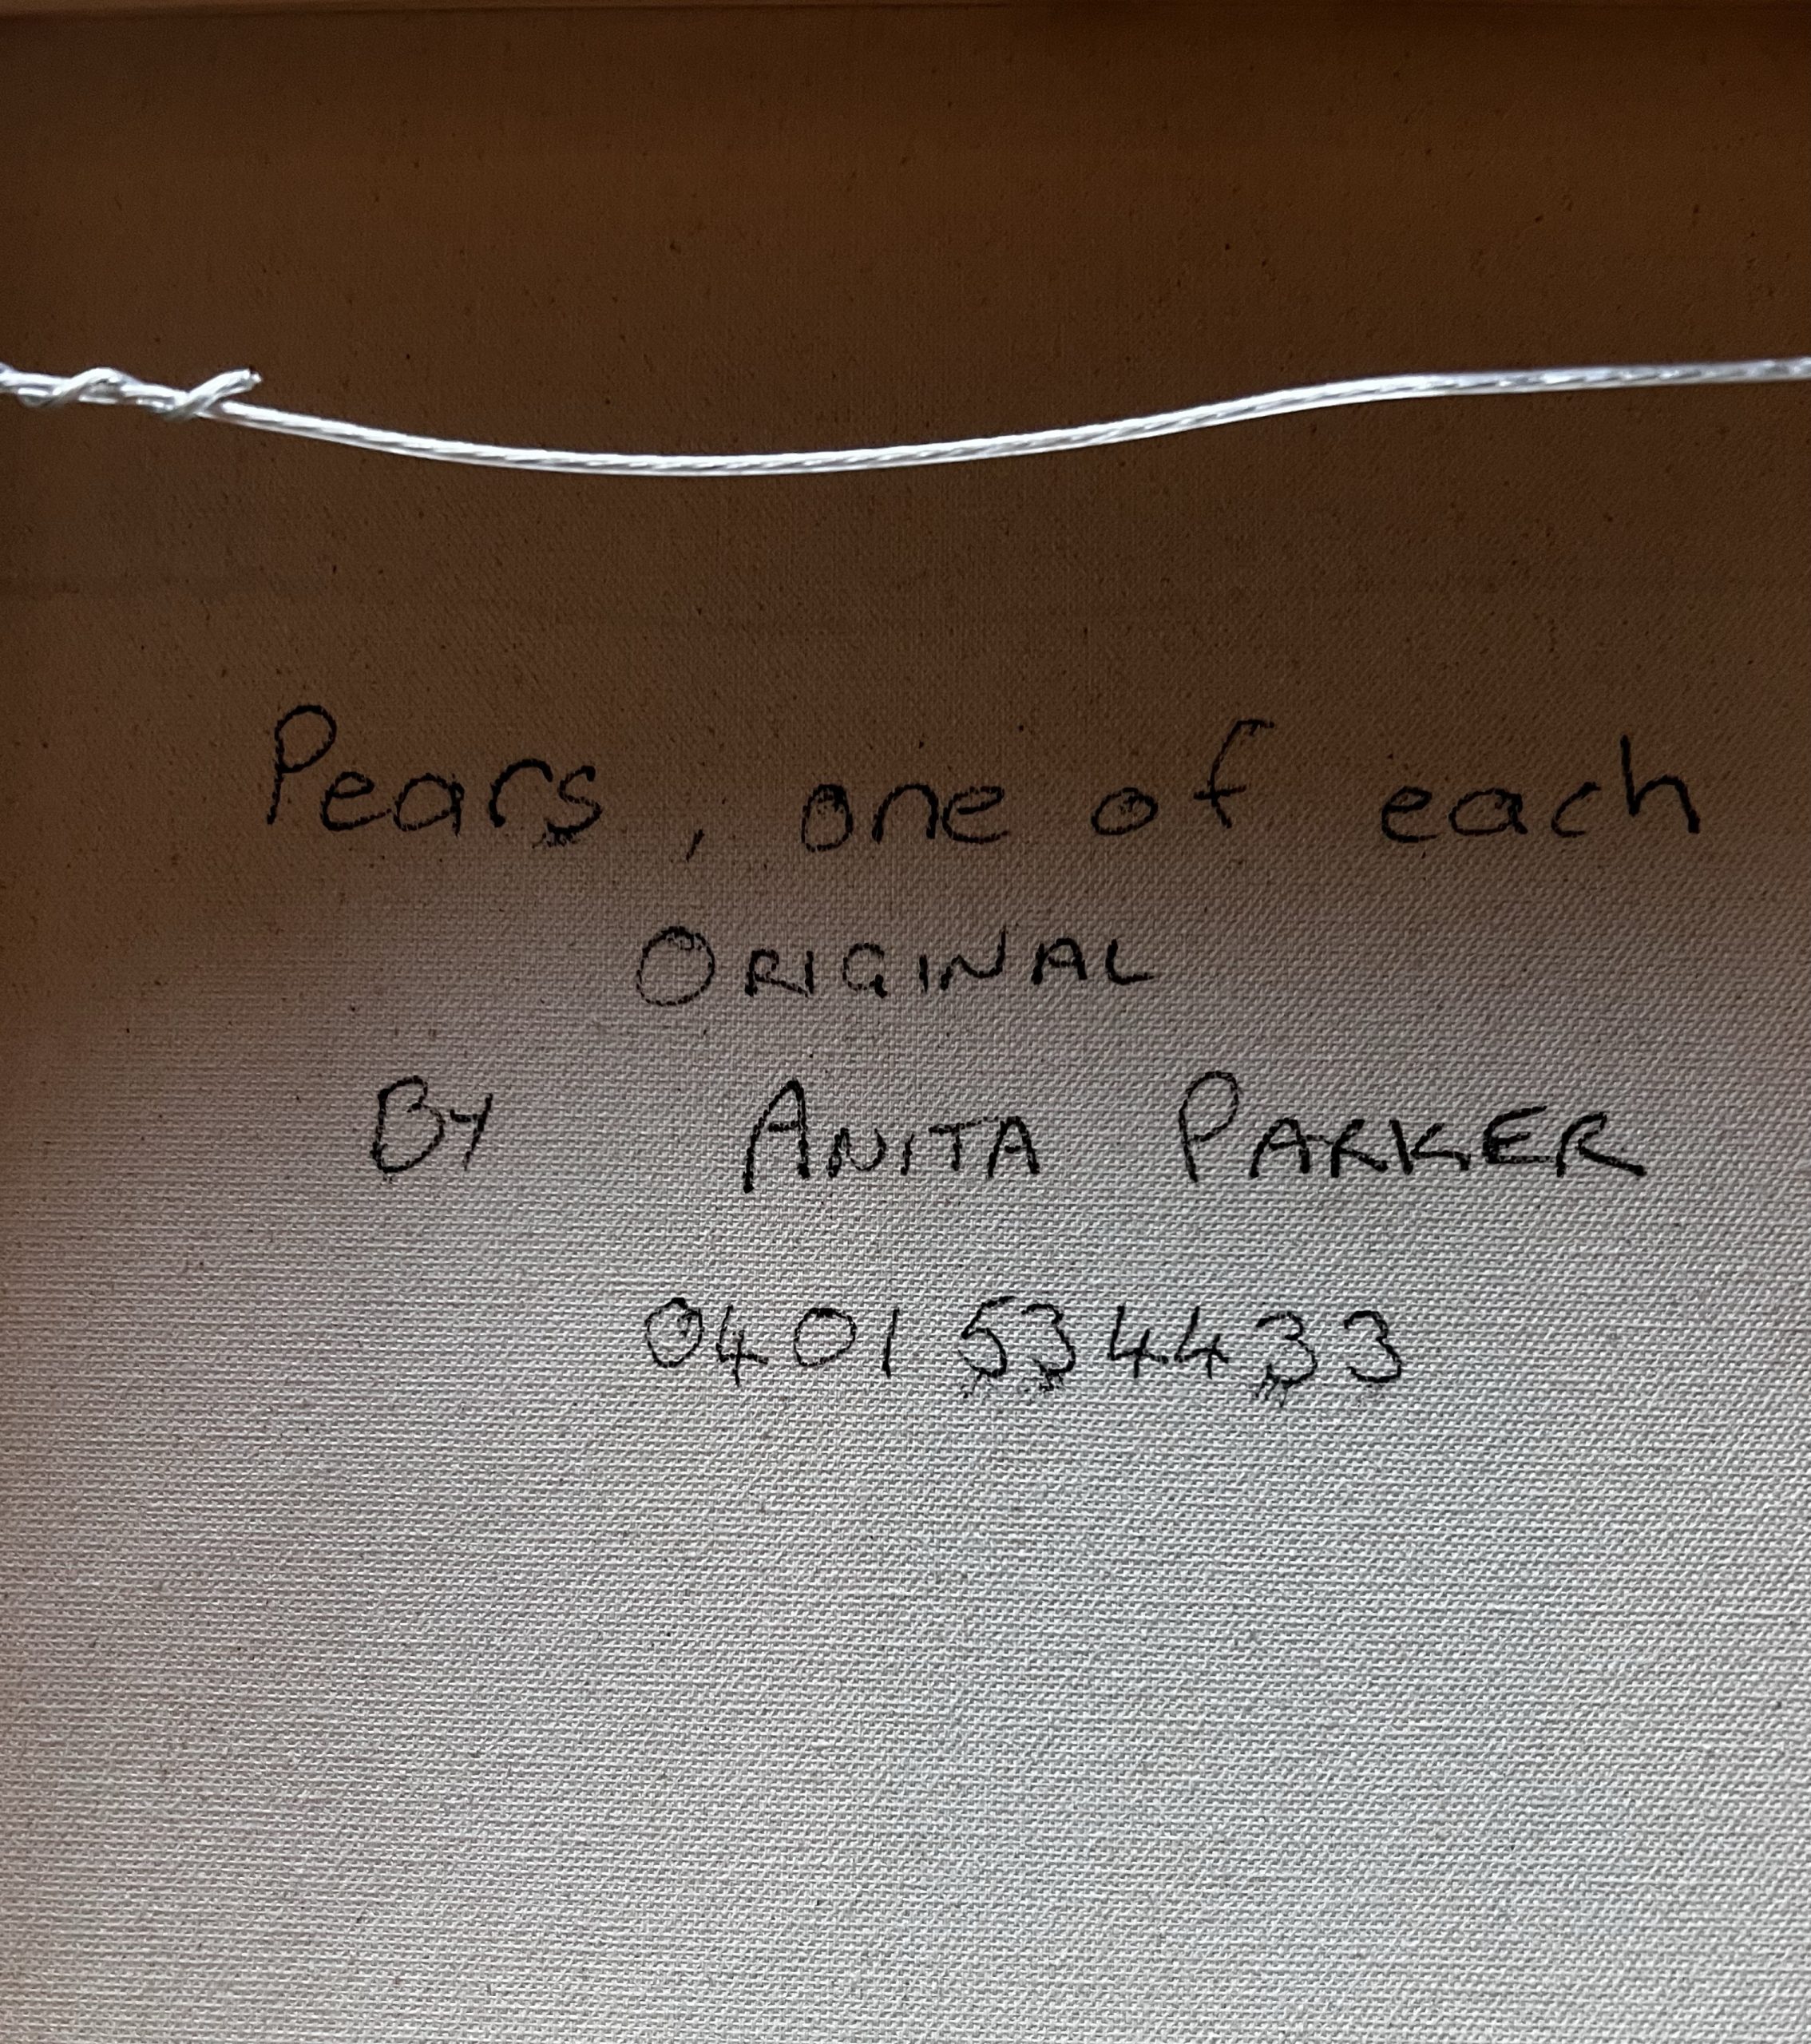 Pears, one of each
ORIGINAL
BY ANITA PARKER
0401 534433